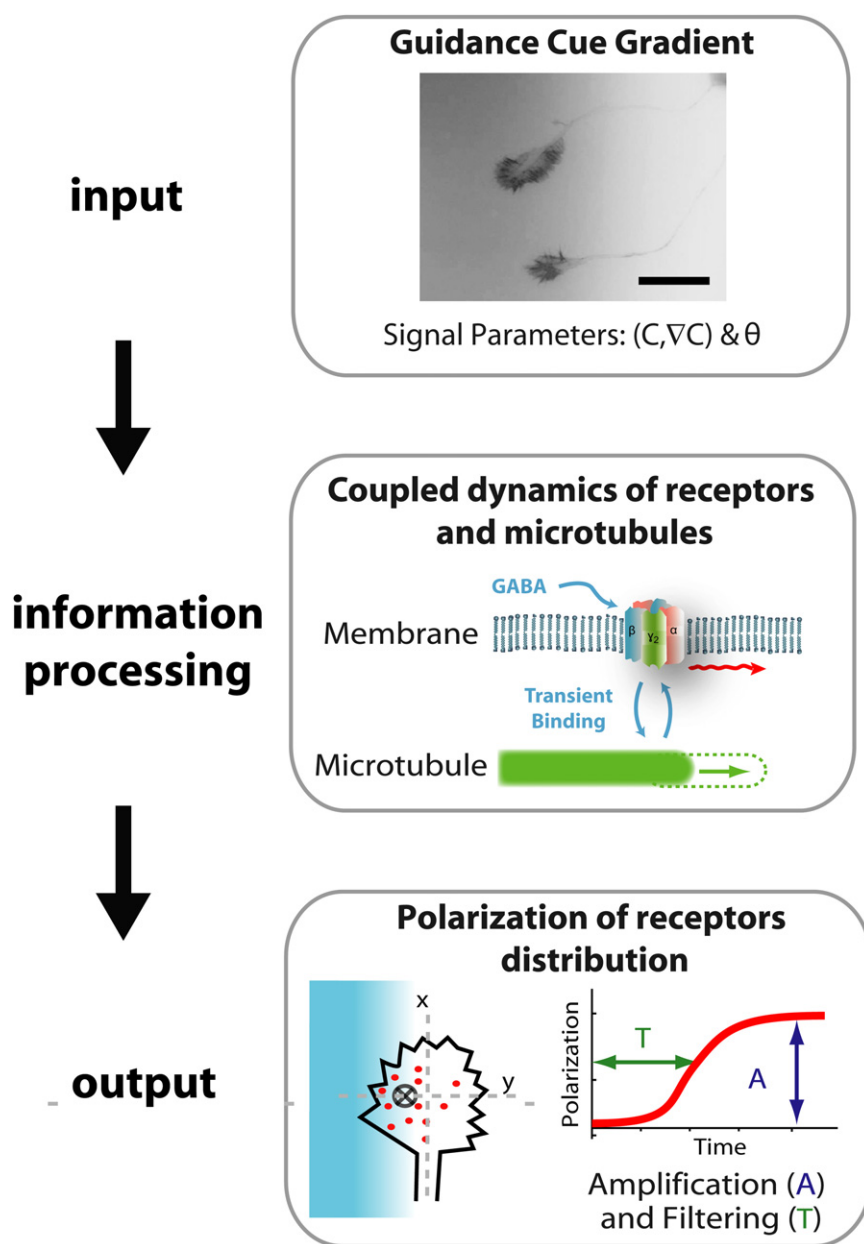 Guidance Cue Gradient
input
Signal Parameters: (C,∇C) & θ
Coupled dynamics of receptors
and microtubules
GABA
β
γ2
α
Membrane
information
processing
Transient
Binding
Microtubule
Polarization of receptors
distribution
output
x
y
Polarization
T
A
Time
Amplification (A)
and Filtering (T)